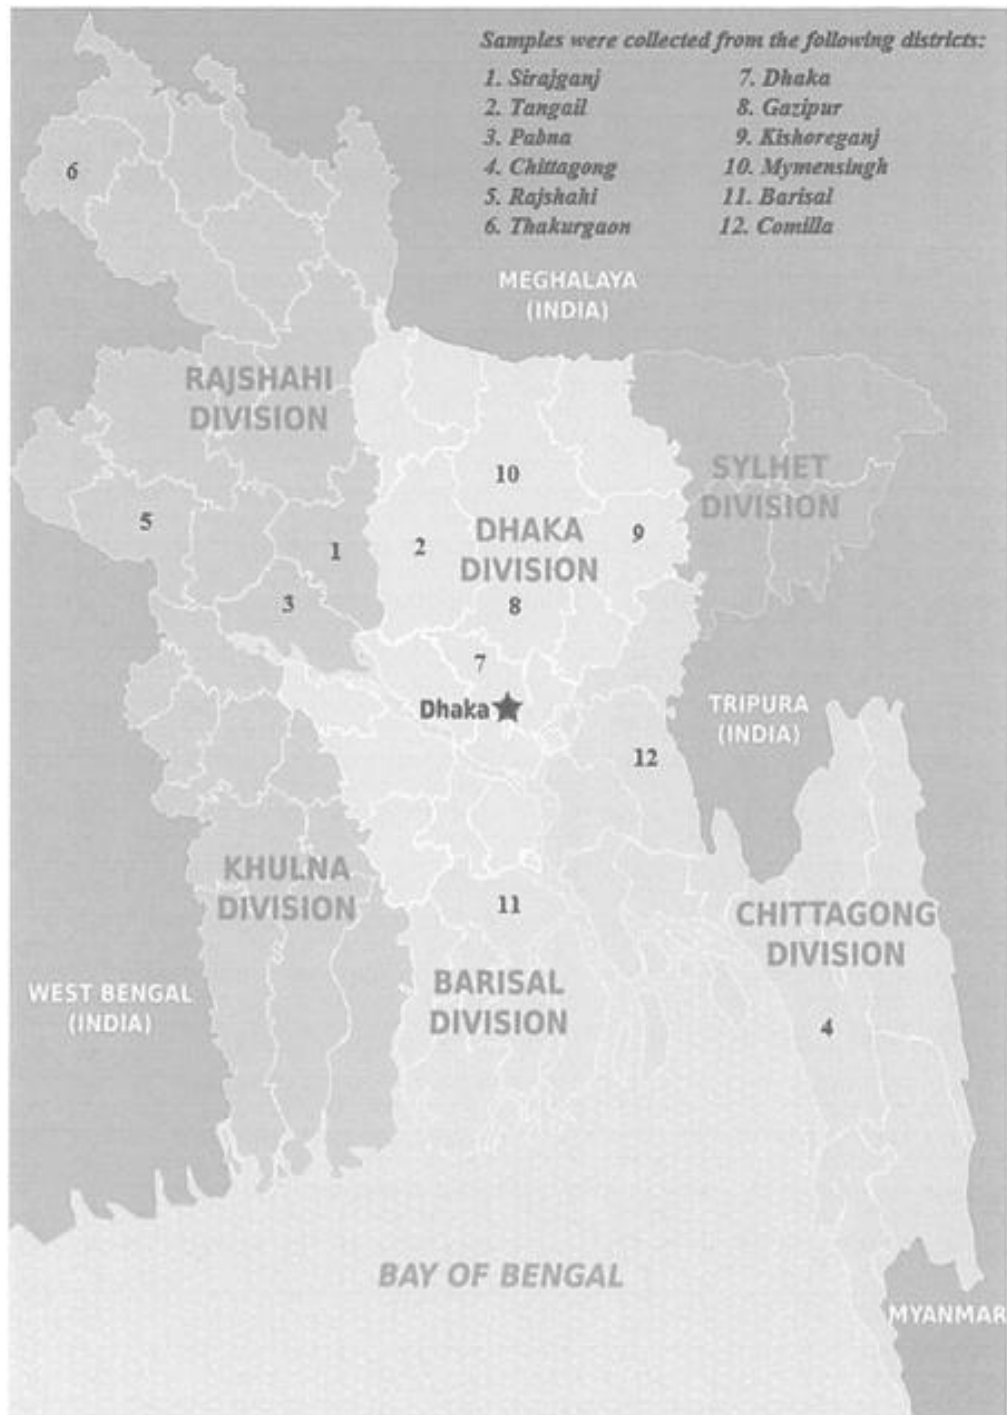 Samples were collected from the following districts:
1. Sirajganj
2. Tangail
3. Pabna
4. Chittagong
5. Rajshahi
6. Thakurgaon
7. Dhaka
8. Gazipur
9. Kishoreganj
10. Mymensingh
11. Barisal
12. Comilla
6
MEGHALAYA
(INDIA)
RAJSHAHI
DIVISION
SYLHET
DIVISION
10
5
1
2
DHAKA
DIVISION
9
3
8
7
Dhaka
TRIPURA
(INDIA)
12
KHULNA
DIVISION
11
CHITTAGONG
DIVISION
WEST BENGAL
(INDIA)
BARISAL
DIVISION
4
BAY OF BENGAL
MYANMAR